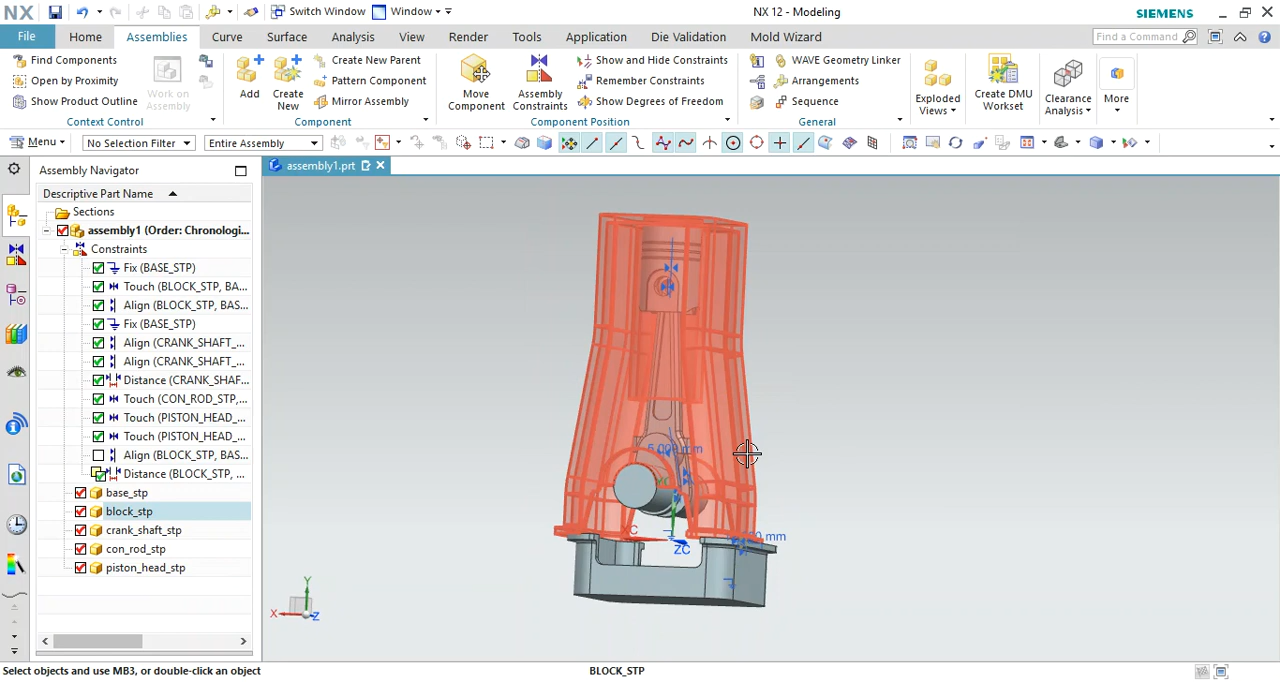 NX
Switch Window
Window
NX 12 - Modeling
SIEMENS
File
Home
Assemblies
Curve
Surface
Analysis
View
Render
Tools
Application
Die Validation
Mold Wizard
Find a Command
Find Components
Open by Proximity
Show Product Outline
Context Control
Work on Assembly
Add
Create New
Create New Parent
Pattern Component
Mirror Assembly
Component
Move Component
Assembly Constraints
Show and Hide Constraints
Remember Constraints
Show Degrees of Freedom
Component Position
WAVE Geometry Linker
Arrangements
Sequence
General
Exploded Views
Create DMU Workset
Clearance Analysis
More
Menu
No Selection Filter
Entire Assembly
Assembly Navigator
assembly1.prt
Descriptive Part Name
Sections
assembly1 (Order: Chronologi...
Constraints
Fix (BASE_STP)
Touch (BLOCK_STP, BA...
Align (BLOCK_STP, BAS...
Fix (BASE_STP)
Align (CRANK_SHAFT_...
Align (CRANK_SHAFT_...
Distance (CRANK_SHAF...
Touch (CON_ROD_STP,...
Touch (PISTON_HEAD_...
Touch (PISTON_HEAD_...
Align (BLOCK_STP, BAS...
Distance (BLOCK_STP, ...
base_stp
block_stp
crank_shaft_stp
con_rod_stp
piston_head_stp
mm
YC
XC
ZC
mm
Y
X
Z
Select objects and use MB3, or double-click an object
BLOCK_STP